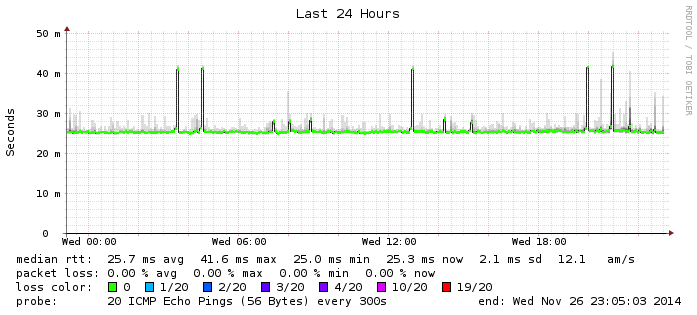 Last 24 Hours
RRDTOOL / TOBI OETIKER
Seconds
50 m
40 m
30 m
20 m
10 m
0
Wed 00:00 Wed 06:00 Wed 12:00 Wed 18:00
median rtt: 25.7 ms avg 41.6 ms max 25.0 ms min 25.3 ms now 2.1 ms sd 12.1 am/s
packet loss: 0.00 % avg 0.00 % max 0.00 % min 0.00 % now
loss color: 0 1/20 2/20 3/20 4/20 10/20 19/20
probe: 20 ICMP Echo Pings (56 Bytes) every 300s end: Wed Nov 26 23:05:03 2014